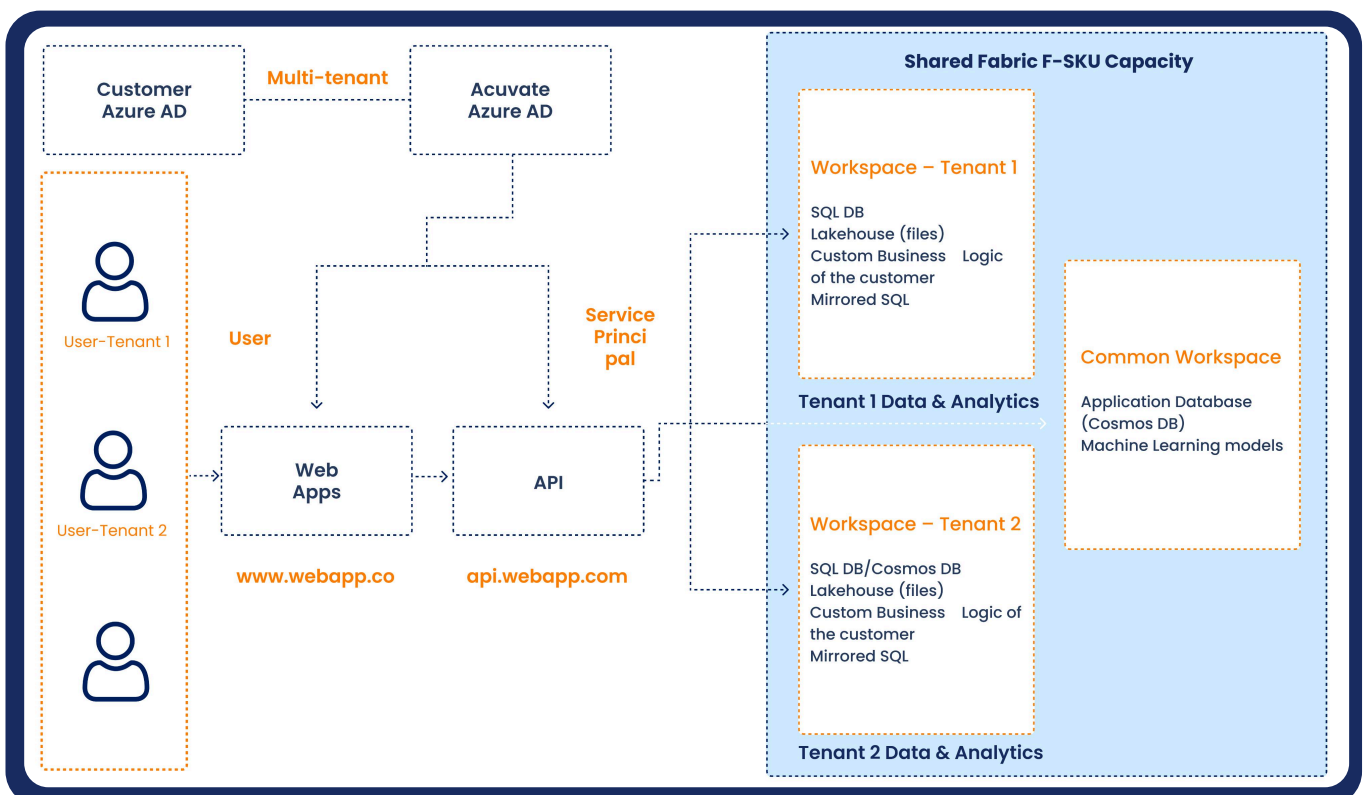 Customer
Azure AD
Multi-tenant
Acuvate
Azure AD
User-Tenant 1
User-Tenant 2
User
Service
Princi
pal
Web
Apps
www.webapp.co
API
api.webapp.com
Shared Fabric F-SKU Capacity
Workspace – Tenant 1
SQL DB
Lakehouse (files)
Custom Business Logic
of the customer
Mirrored SQL
Tenant 1 Data & Analytics
Workspace – Tenant 2
SQL DB/Cosmos DB
Lakehouse (files)
Custom Business Logic of
the customer
Mirrored SQL
Tenant 2 Data & Analytics
Common Workspace
Application Database
(Cosmos DB)
Machine Learning models